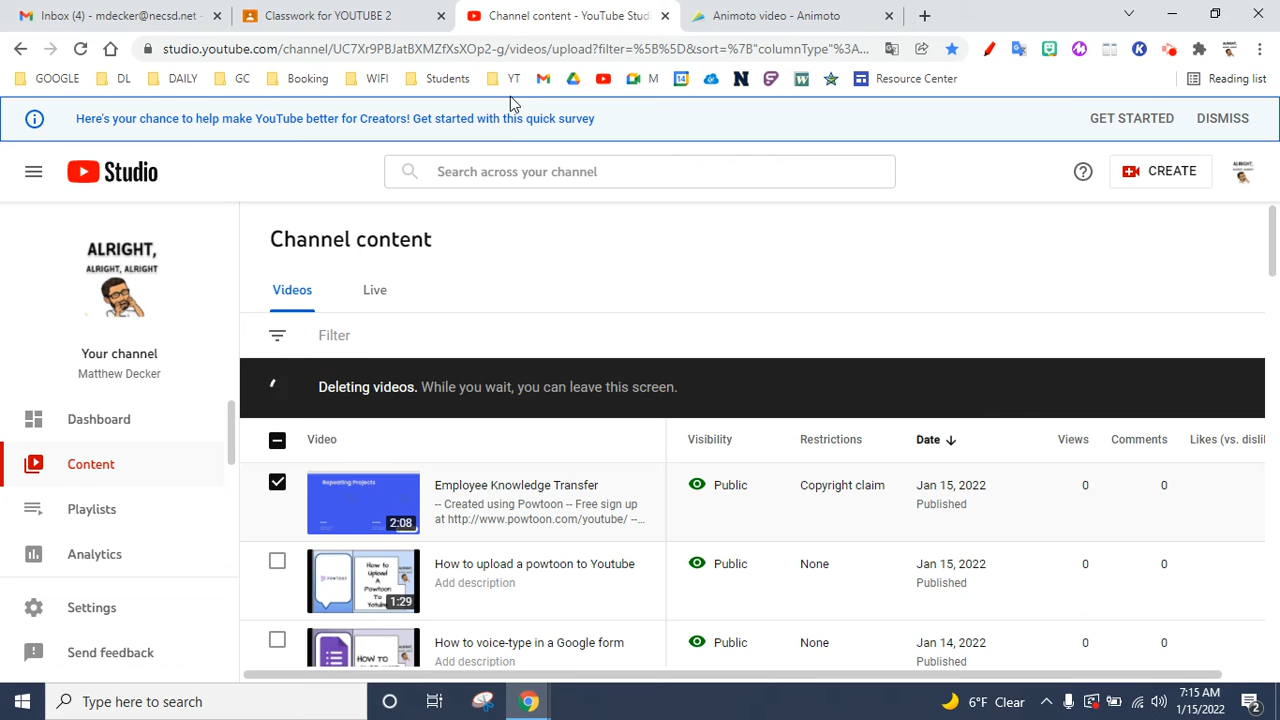 Inbox (4) - mdecker@necsd.net
Classwork for YOUTUBE 2
Channel content - YouTube Studi
Animoto video - Animoto
studio.youtube.com/channel/UC7Xr9PBJatBXMZfXsXOp2-g/videos/upload?filter=%5B%5D&sort=%7B"columnType"%3A...
GOOGLE
DL
DAILY
GC
Booking
WIFI
Students
YT
M
Resource Center
Reading list
Here's your chance to help make YouTube better for Creators! Get started with this quick survey
GET STARTED
DISMISS
Studio
Search across your channel
CREATE
ALRIGHT,
ALRIGHT, ALRIGHT
Your channel
Matthew Decker
Dashboard
Content
Playlists
Analytics
Settings
Send feedback
Channel content
Videos
Live
Filter
Deleting videos. While you wait, you can leave this screen.
Video
Visibility
Restrictions
Date
Views
Comments
Likes (vs. dislil
Repeating Projects
2:08
Employee Knowledge Transfer
-- Created using Powtoon -- Free sign up
at http://www.powtoon.com/youtube/ --...
Public
Copyright claim
Jan 15, 2022
Published
0
0
How to
Upload
A
Powtoon
To
1:29
How to upload a powtoon to Youtube
Add description
Public
None
Jan 15, 2022
Published
0
0
How to voice-type in a Google form
Add description
Public
None
Jan 14, 2022
Published
0
0
Type here to search
6°F Clear
7:15 AM
1/15/2022
2